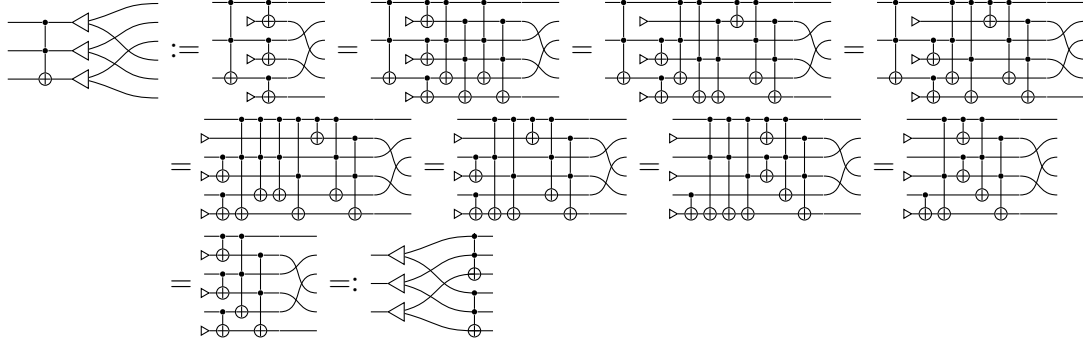 := = = =
= = = =
= =: